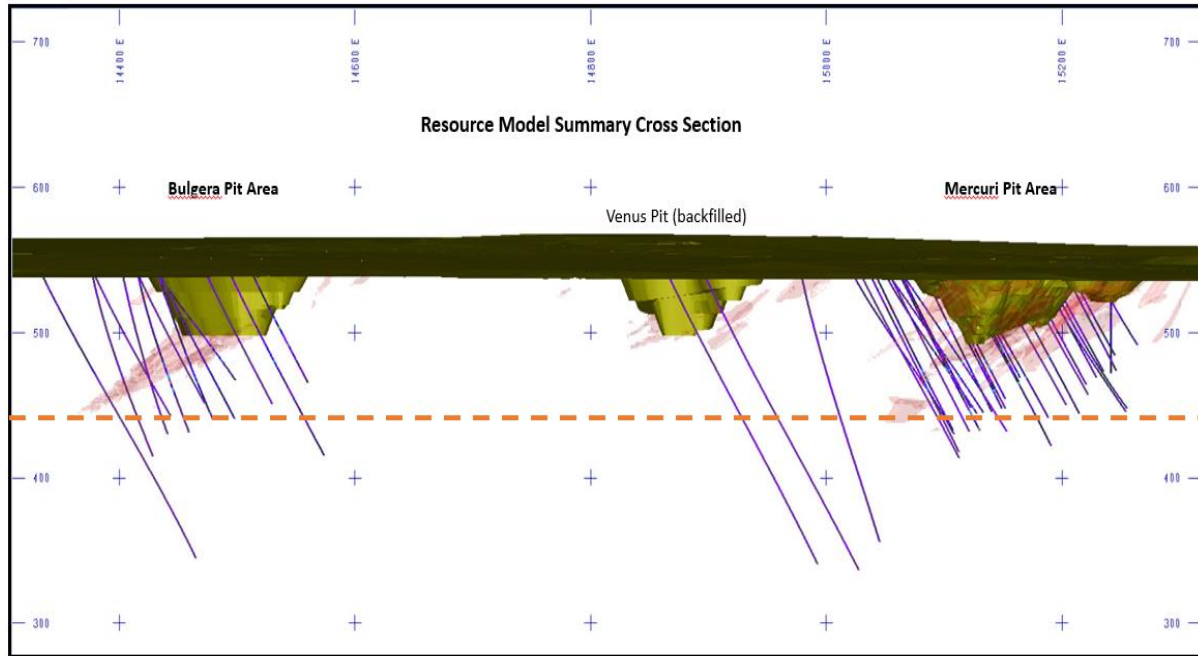 14400 E
14600 E
14800 E
15000 E
15200 E
700
700
Resource Model Summary Cross Section
600
Bulgera Pit Area
Mercuri Pit Area
600
Venus Pit (backfilled)
500
500
400
400
300
300